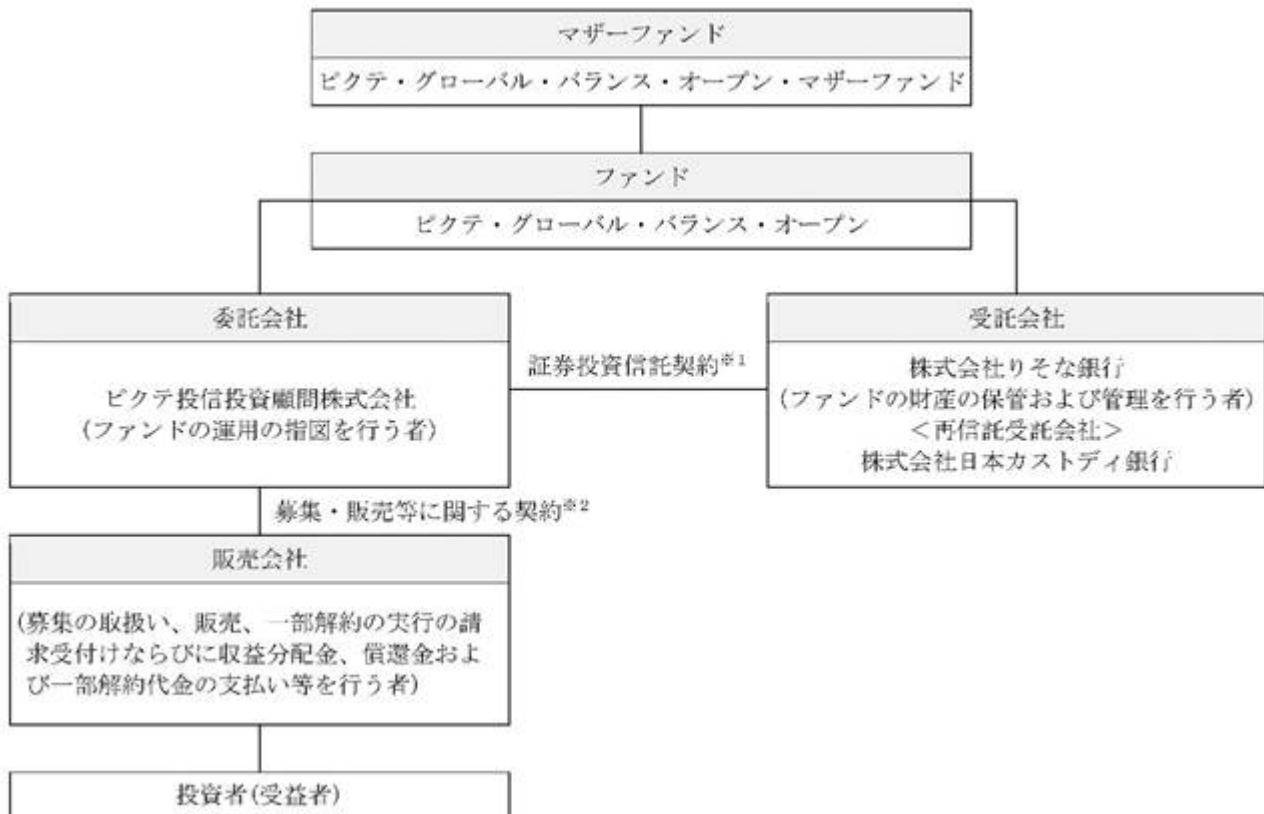 マザーファンド
ピクテ・グローバル・バランス・オープン・マザーファンド
ファンド
ピクテ・グローバル・バランス・オープン
委託会社
ピクテ投信投資顧問株式会社
(ファンドの運用の指図を行う者)
証券投資信託契約※1
受託会社
株式会社りそな銀行
(ファンドの財産の保管および管理を行う者)
＜再信託受託会社＞
株式会社日本カストディ銀行
募集・販売等に関する契約※2
販売会社
(募集の取扱い、販売、一部解約の実行の請
求受付けならびに収益分配金、償還金およ
び一部解約代金の支払い等を行う者)
投資者(受益者)